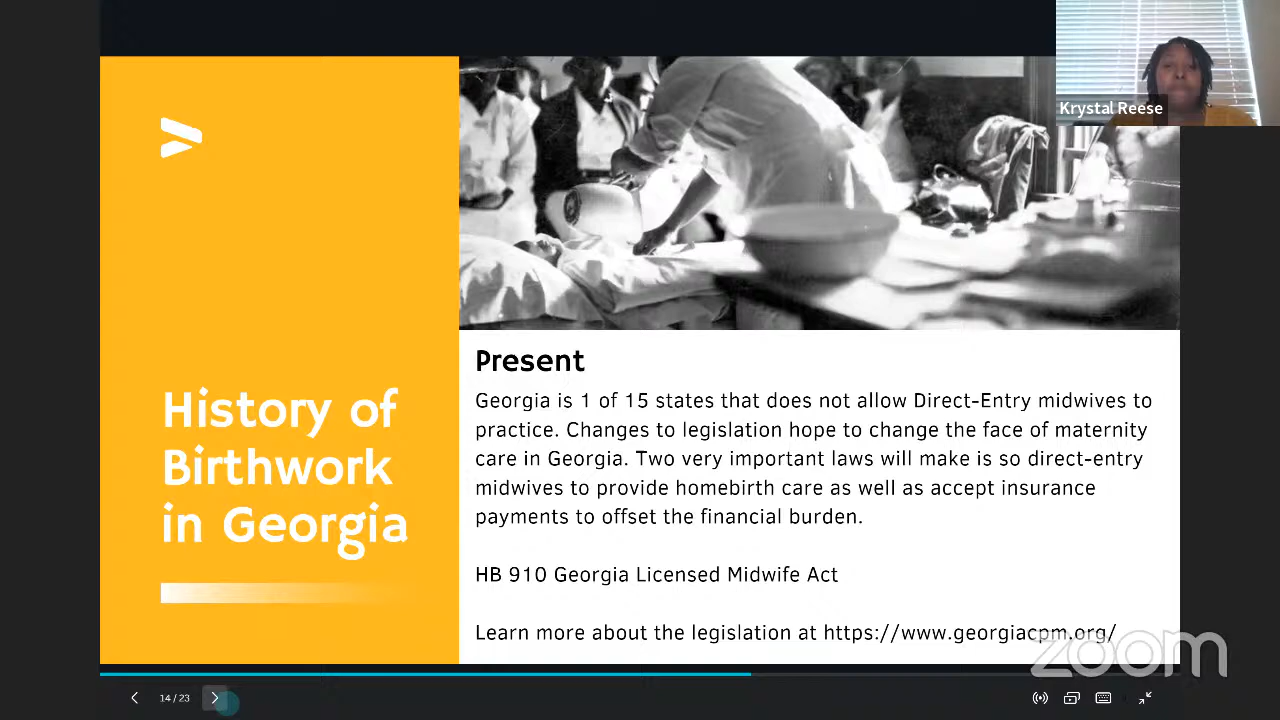 Krystal Reese
History of
Birthwork
in Georgia
Present
Georgia is 1 of 15 states that does not allow Direct-Entry midwives to
practice. Changes to legislation hope to change the face of maternity
care in Georgia. Two very important laws will make is so direct-entry
midwives to provide homebirth care as well as accept insurance
payments to offset the financial burden.
HB 910 Georgia Licensed Midwife Act
Learn more about the legislation at https://www.georgiacpm.org/
zoom
14 / 23